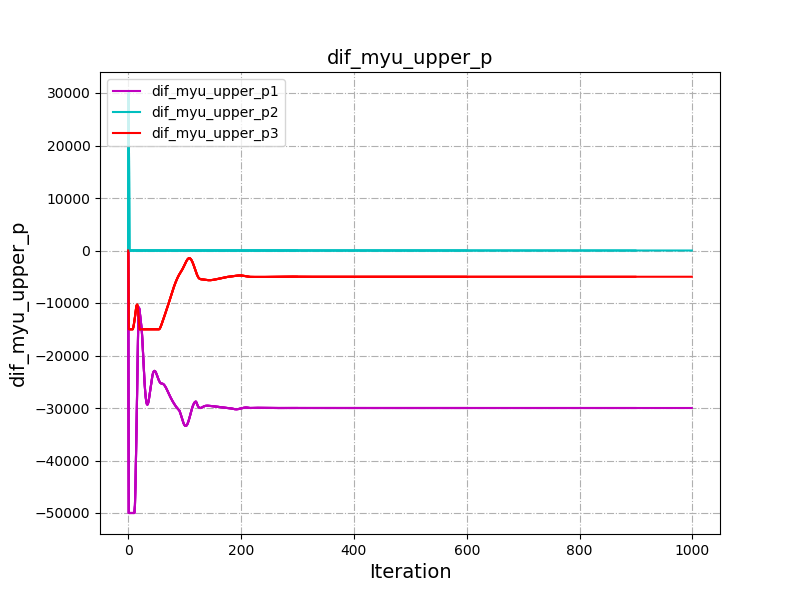 dif_myu_upper_p
dif_myu_upper_p1
dif_myu_upper_p2
dif_myu_upper_p3
30000
20000
10000
0
−10000
−20000
−30000
−40000
−50000
dif_myu_upper_p
0
200
400
600
800
1000
Iteration